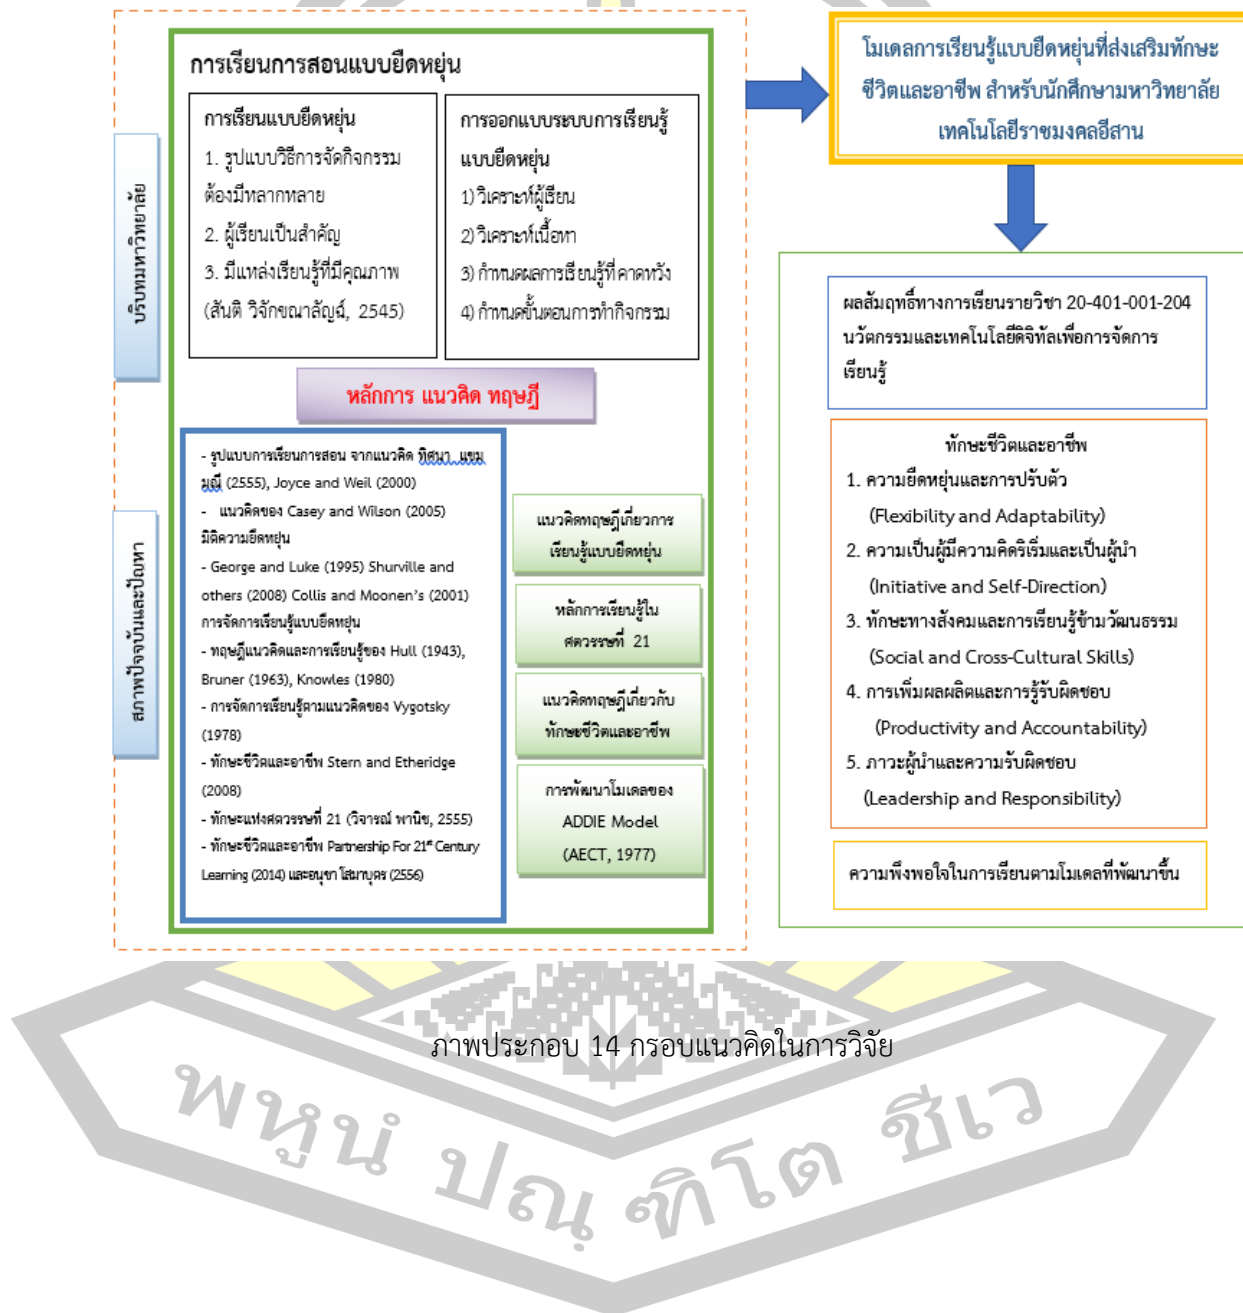 การเรียนการสอนแบบยืดหยุ่น
การเรียนแบบยืดหยุ่น
1. รูปแบบวิธีการจัดกิจกรรม
ต้องมีหลากหลาย
2. ผู้เรียนเป็นสำคัญ
3. มีแหล่งเรียนรู้ที่มีคุณภาพ
(สันติ วิจักขณาลัญฉ์, 2545)
การออกแบบระบบการเรียนรู้
แบบยืดหยุ่น
1) วิเคราะห์ผู้เรียน
2) วิเคราะห์เนื้อหา
3) กำหนดผลการเรียนรู้ที่คาดหวัง
4) กำหนดขั้นตอนการทำกิจกรรม
บริบทมหาวิทยาลัย
สภาพปัจจบันและปัญหา
หลักการ แนวคิด ทฤษฎี
- รูปแบบการเรียนการสอน จากแนวคิด ทิศนา แขม
มณี (2555), Joyce and Weil (2000)
- แนวคิดของ Casey and Wilson (2005)
มิติความยืดหยุ่น
- George and Luke (1995) Shurville and
others (2008) Collis and Moonen's (2001)
การจัดการเรียนรู้แบบยืดหยุ่น
- ทฤษฎีแนวคิดและการเรียนรู้ของ Hull (1943),
Bruner (1963), Knowles (1980)
- การจัดการเรียนรู้ตามแนวคิดของ Vygotsky
(1978)
- ทักษะชีวิตและอาชีพ Stern and Etheridge
(2008)
- ทักษะแห่งศตวรรษที่ 21 (วิจารณ์ พานิช, 2555)
- ทักษะชีวิตและอาชีพ Partnership For 21st Century
Learning (2014) และอนุชา โสมาบุตร (2556)
แนวคิดทฤษฎีเกี่ยวการ
เรียนรู้แบบยืดหยุ่น
หลักการเรียนรู้ใน
ศตวรรษที่ 21
แนวคิดทฤษฎีเกี่ยวกับ
ทักษะชีวิตและอาชีพ
การพัฒนาโมเดลของ
ADDIE Model
(AECT, 1977)
โมเดลการเรียนรู้แบบยืดหยุ่นที่ส่งเสริมทักษะ
ชีวิตและอาชีพ สำหรับนักศึกษามหาวิทยาลัย
เทคโนโลยีราชมงคลอีสาน
ผลสัมฤทธิ์ทางการเรียนรายวิชา 20-401-001-204
นวัตกรรมและเทคโนโลยีดิจิทัลเพื่อการจัดการ
เรียนรู้
ทักษะชีวิตและอาชีพ
1. ความยืดหยุ่นและการปรับตัว
(Flexibility and Adaptability)
2. ความเป็นผู้มีความคิดริเริ่มและเป็นผู้นำ
(Initiative and Self-Direction)
3. ทักษะทางสังคมและการเรียนรู้ข้ามวัฒนธรรม
(Social and Cross-Cultural Skills)
4. การเพิ่มผลผลิตและการรู้รับผิดชอบ
(Productivity and Accountability)
5. ภาวะผู้นำและความรับผิดชอบ
(Leadership and Responsibility)
ความพึงพอใจในการเรียนตามโมเดลที่พัฒนาขึ้น
ภาพประกอบ 14 กรอบแนวคิดในการวิจัย
พหูนํ ปณฺฑิโต ชีเว